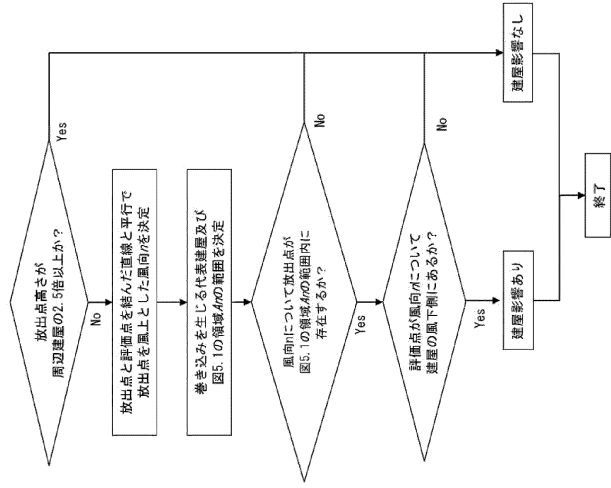 放出点高さが
周辺建屋の2.5倍以上か？
Yes
No
放出点と評価点を結んだ直線と平行で
放出点を風上とした風向nを決定
巻き込みを生じる代表建屋及び
図5.1の領域Anの範囲を決定
風向nについて放出点が
図5.1の領域Anの範囲内に
存在するか？
No
Yes
評価点が風向nについて
建屋の風下側にあるか？
No
Yes
建屋影響あり
建屋影響なし
終了